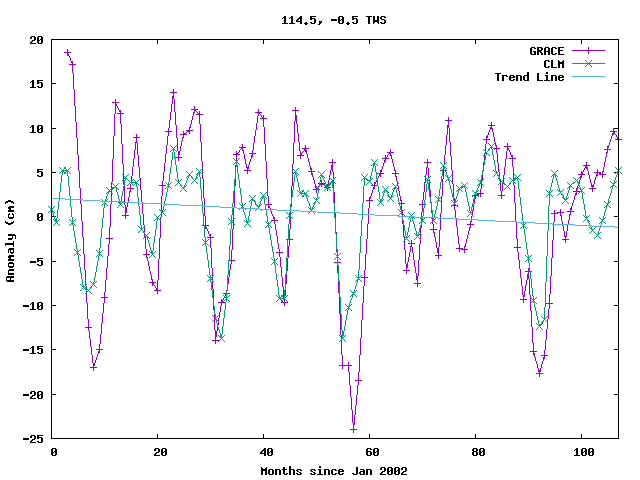 114.5, -0.5 TWS
GRACE
CLM
Trend Line
20
15
10
5
0
-5
-10
-15
-20
-25
Anomaly (cm)
0 20 40 60 80 100
Months since Jan 2002